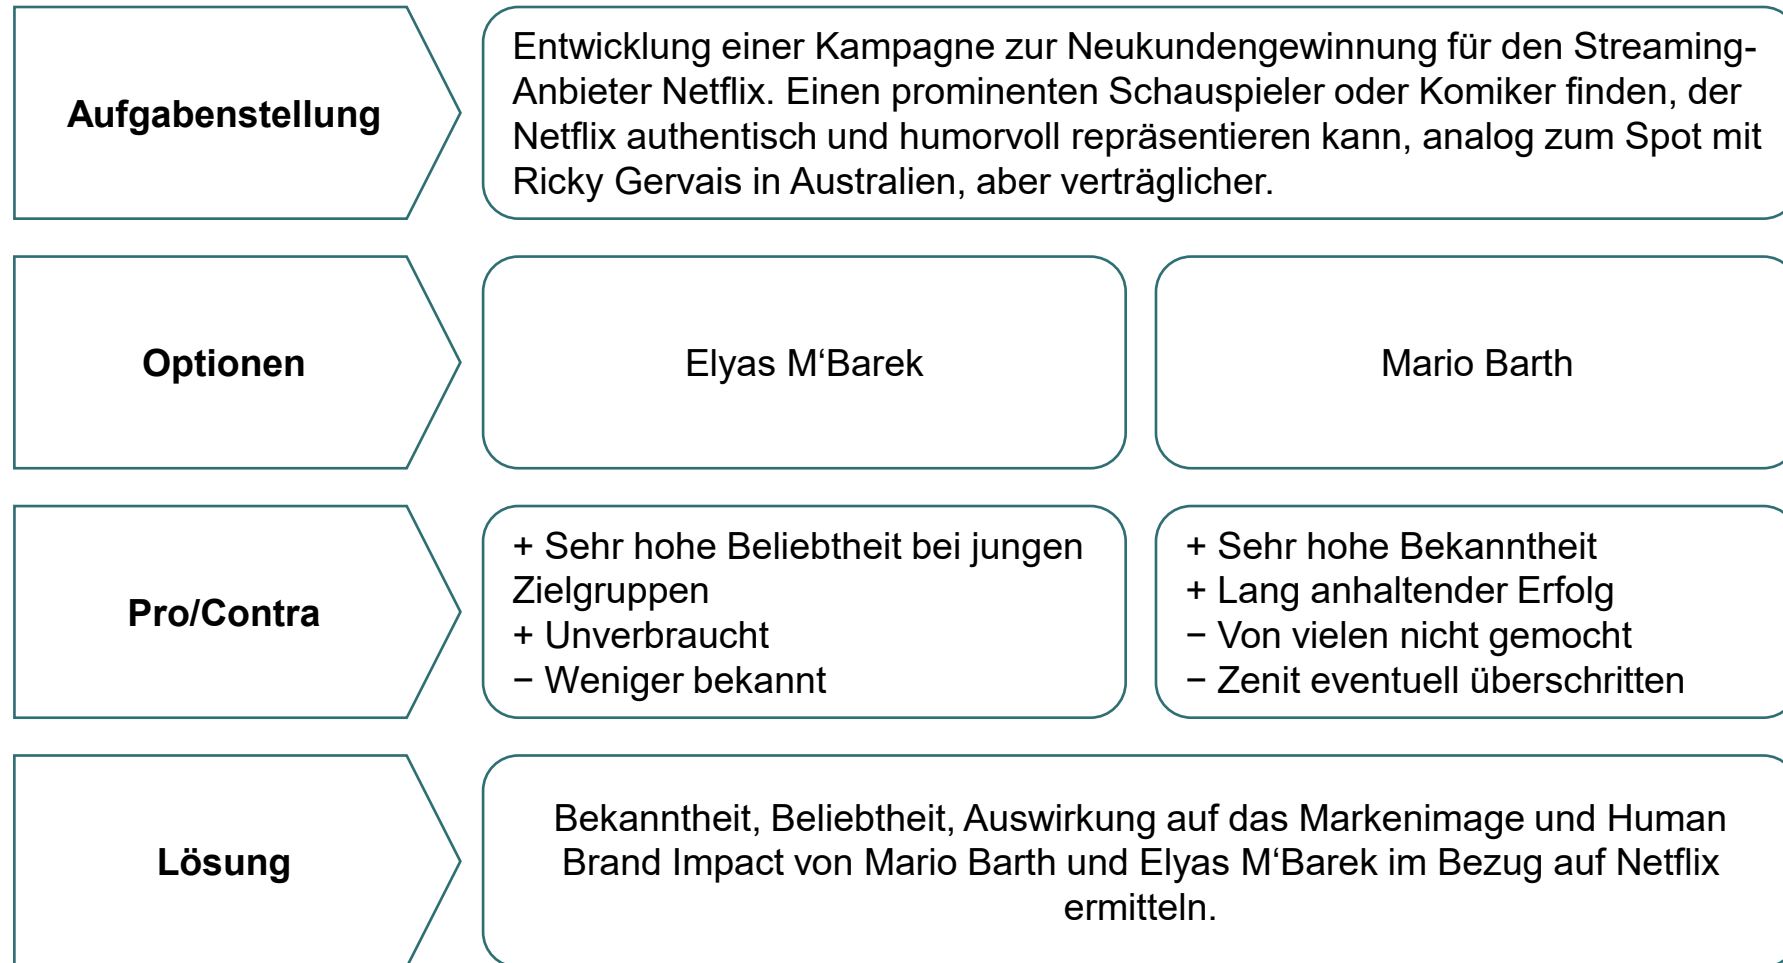 Aufgabenstellung
Entwicklung einer Kampagne zur Neukundengewinnung für den Streaming-
Anbieter Netflix. Einen prominenten Schauspieler oder Komiker finden, der
Netflix authentisch und humorvoll repräsentieren kann, analog zum Spot mit
Ricky Gervais in Australien, aber verträglicher.
Optionen
Elyas M‘Barek
Mario Barth
Pro/Contra
+ Sehr hohe Beliebtheit bei jungen
Zielgruppen
+ Unverbraucht
− Weniger bekannt
+ Sehr hohe Bekanntheit
+ Lang anhaltender Erfolg
− Von vielen nicht gemocht
− Zenit eventuell überschritten
Lösung
Bekanntheit, Beliebtheit, Auswirkung auf das Markenimage und Human
Brand Impact von Mario Barth und Elyas M‘Barek im Bezug auf Netflix
ermitteln.